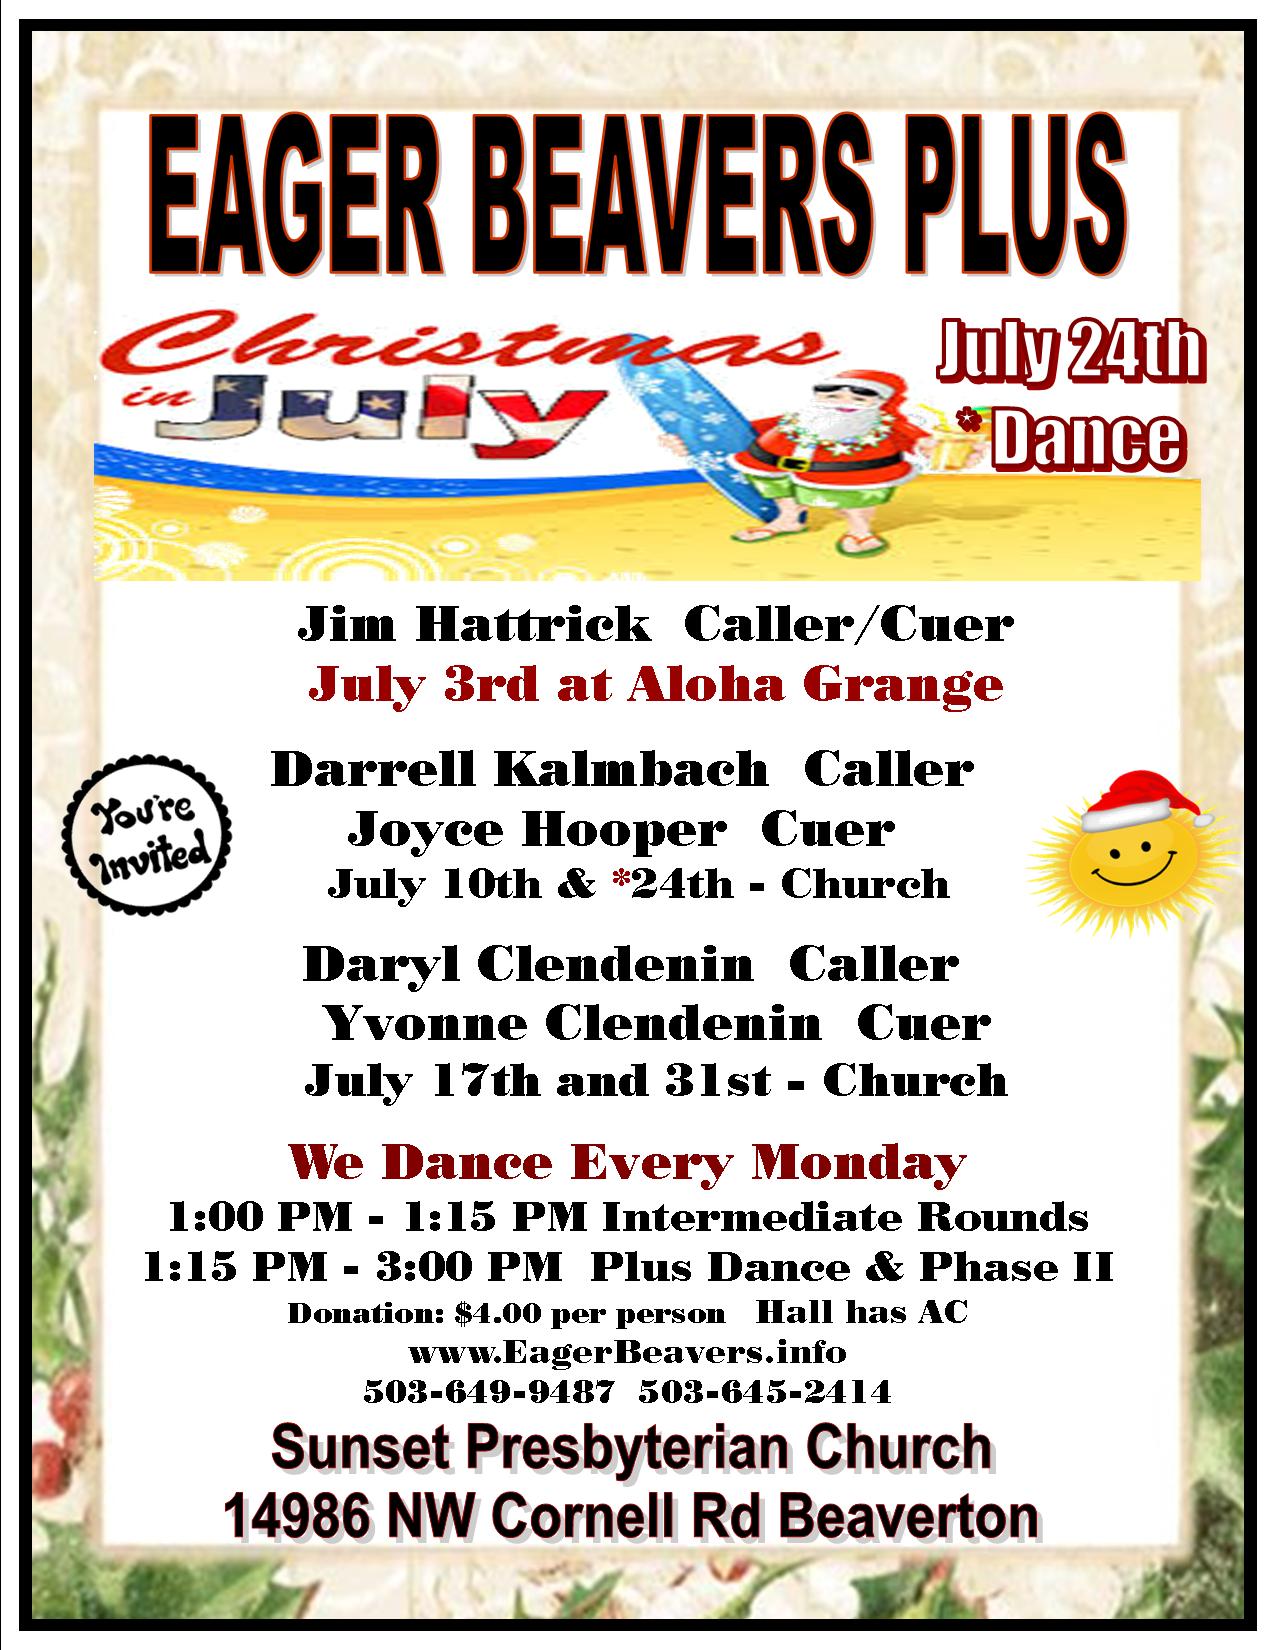 EAGER BEAVERS PLUS
Christmas
in July
July 24th
* Dance
Jim Hattrick Caller/Cuer
July 3rd at Aloha Grange
Darrell Kalmbach Caller
Joyce Hooper Cuer
July 10th & *24th - Church
You're
Invited
Daryl Clendenin Caller
Yvonne Clendenin Cuer
July 17th and 31st - Church
We Dance Every Monday
1:00 PM - 1:15 PM Intermediate Rounds
1:15 PM - 3:00 PM Plus Dance & Phase II
Donation: $4.00 per person Hall has AC
www.EagerBeavers.info
503-649-9487 503-645-2414
Sunset Presbyterian Church
14986 NW Cornell Rd Beaverton